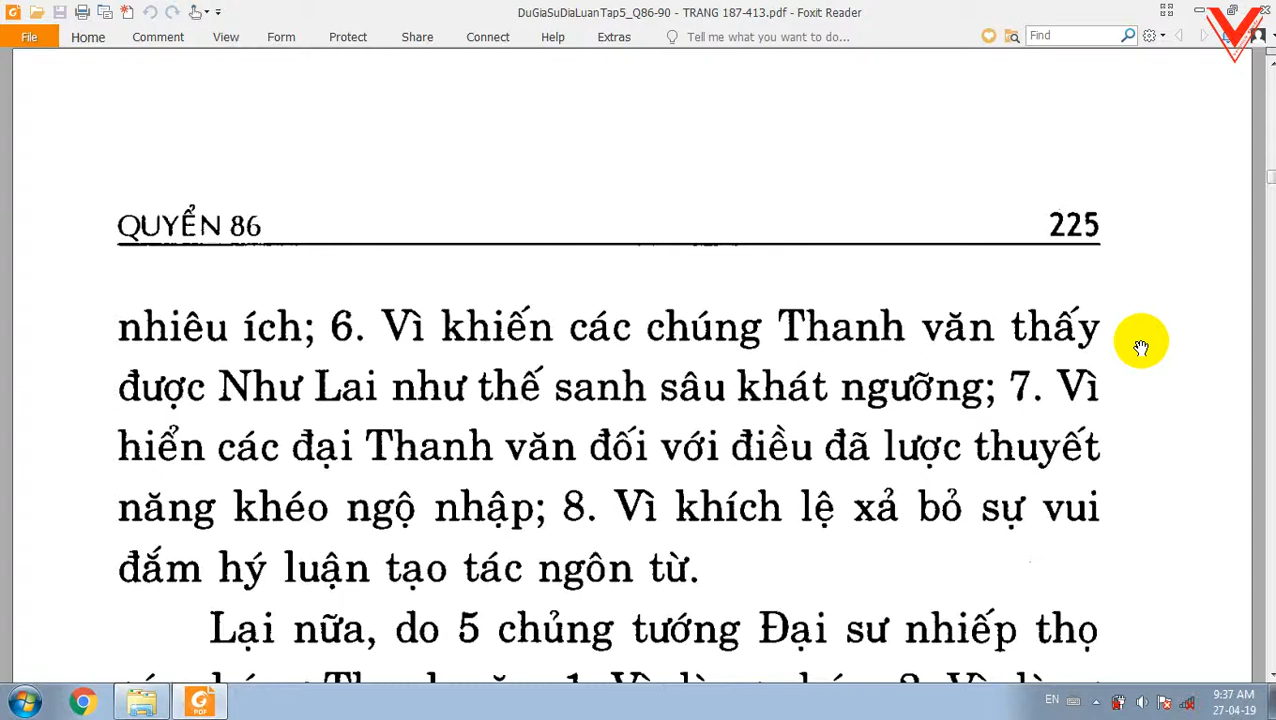 DuGiaSuDiaLuanTap5_Q86-90 - TRANG 187-413.pdf - Foxit Reader
File Home Comment View Form Protect Share Connect Help Extras Tell me what you want to do... Find
QUYỂN 86 225
nhiêu ích; 6. Vì khiến các chúng Thanh văn thấy
được Như Lai như thế sanh sâu khát ngưỡng; 7. Vì
hiển các đại Thanh văn đối với điều đã lược thuyết
năng khéo ngộ nhập; 8. Vì khích lệ xả bỏ sự vui
đắm hý luận tạo tác ngôn từ.
Lại nữa, do 5 chủng tướng Đại sư nhiếp thọ
EN 9:37 AM
27-04-19